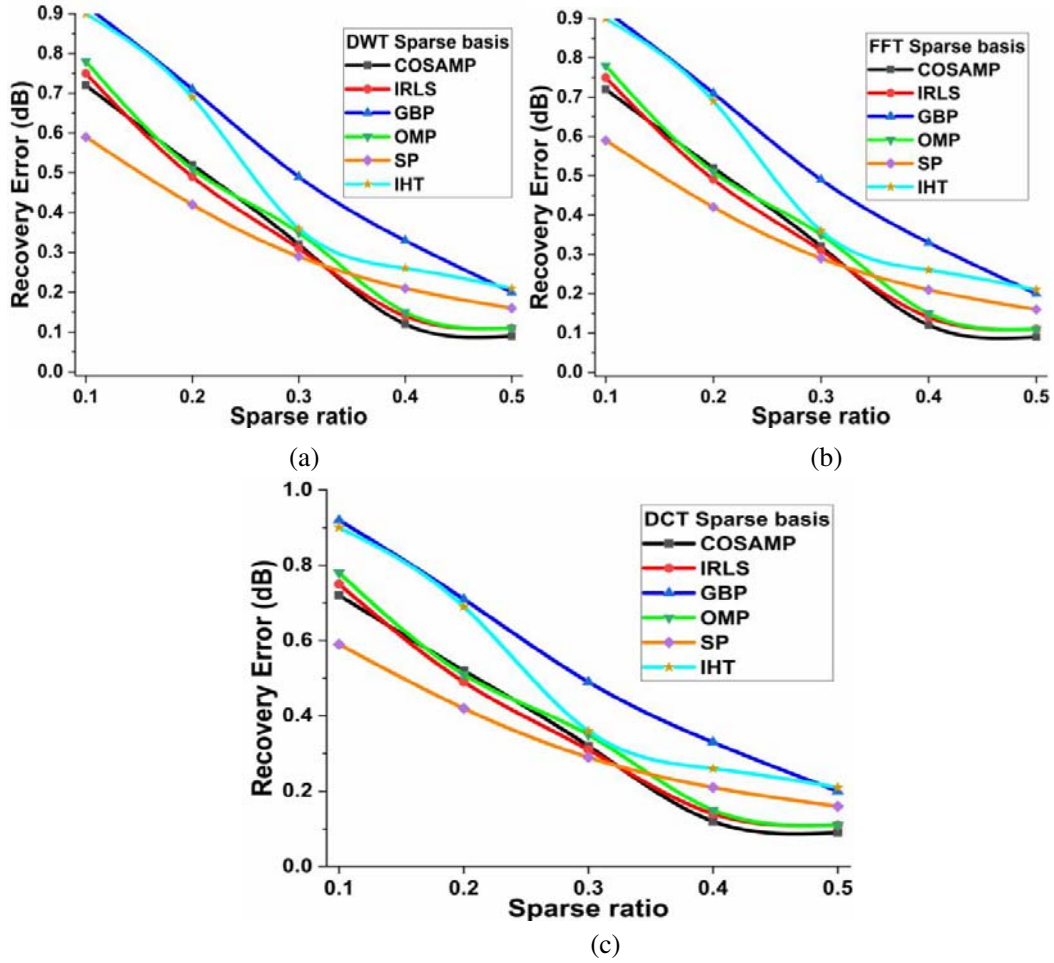 0.9
0.8
0.7
0.6
0.5
0.4
0.3
0.2
0.1
0.0
Recovery Error (dB)
DWT Sparse basis
COSAMP
IRLS
GBP
OMP
SP
IHT
0.1 0.2 0.3 0.4 0.5
Sparse ratio
(a)
0.9
0.8
0.7
0.6
0.5
0.4
0.3
0.2
0.1
0.0
Recovery Error (dB)
FFT Sparse basis
COSAMP
IRLS
GBP
OMP
SP
IHT
0.1 0.2 0.3 0.4 0.5
Sparse ratio
(b)
1.0
0.8
0.6
0.4
0.2
0.0
Recovery Error (dB)
DCT Sparse basis
COSAMP
IRLS
GBP
OMP
SP
IHT
0.1 0.2 0.3 0.4 0.5
Sparse ratio
(c)